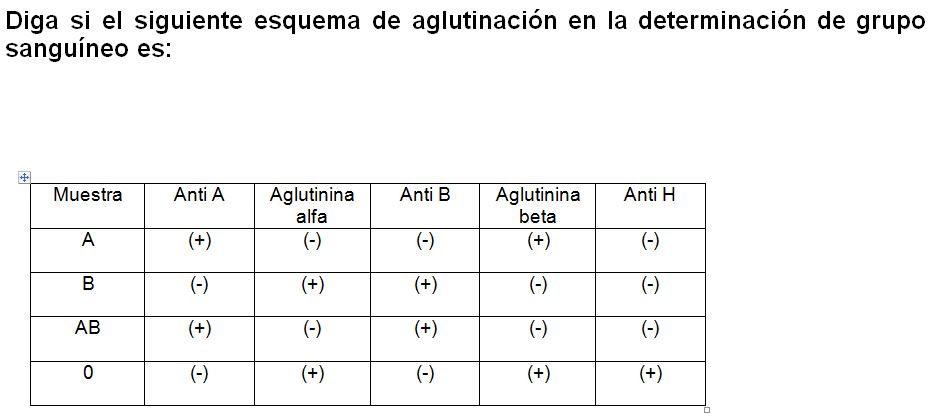 Diga si el siguiente esquema de aglutinación en la determinación de grupo
sanguíneo es:
Muestra Anti A Aglutinina alfa Anti B Aglutinina beta Anti H
A (+) (-) (-) (+) (-)
B (-) (+) (+) (-) (-)
AB (+) (-) (+) (-) (-)
0 (-) (+) (-) (+) (+)